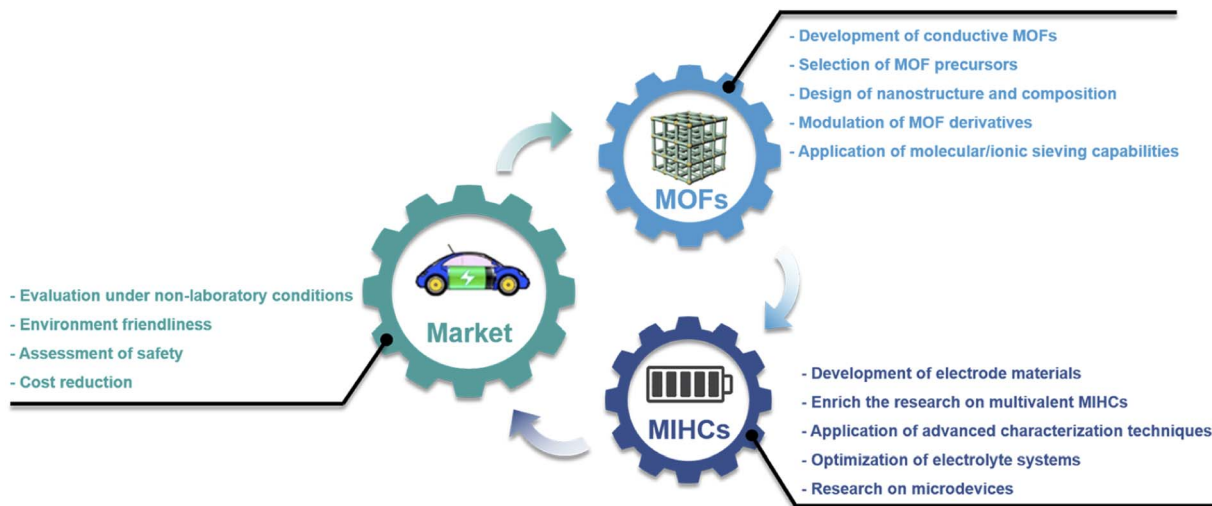 - Development of conductive MOFs
- Selection of MOF precursors
- Design of nanostructure and composition
- Modulation of MOF derivatives
- Application of molecular/ionic sieving capabilities
MOFs
Market
- Evaluation under non-laboratory conditions
- Environment friendliness
- Assessment of safety
- Cost reduction
MIHCs
- Development of electrode materials
- Enrich the research on multivalent MIHCs
- Application of advanced characterization techniques
- Optimization of electrolyte systems
- Research on microdevices